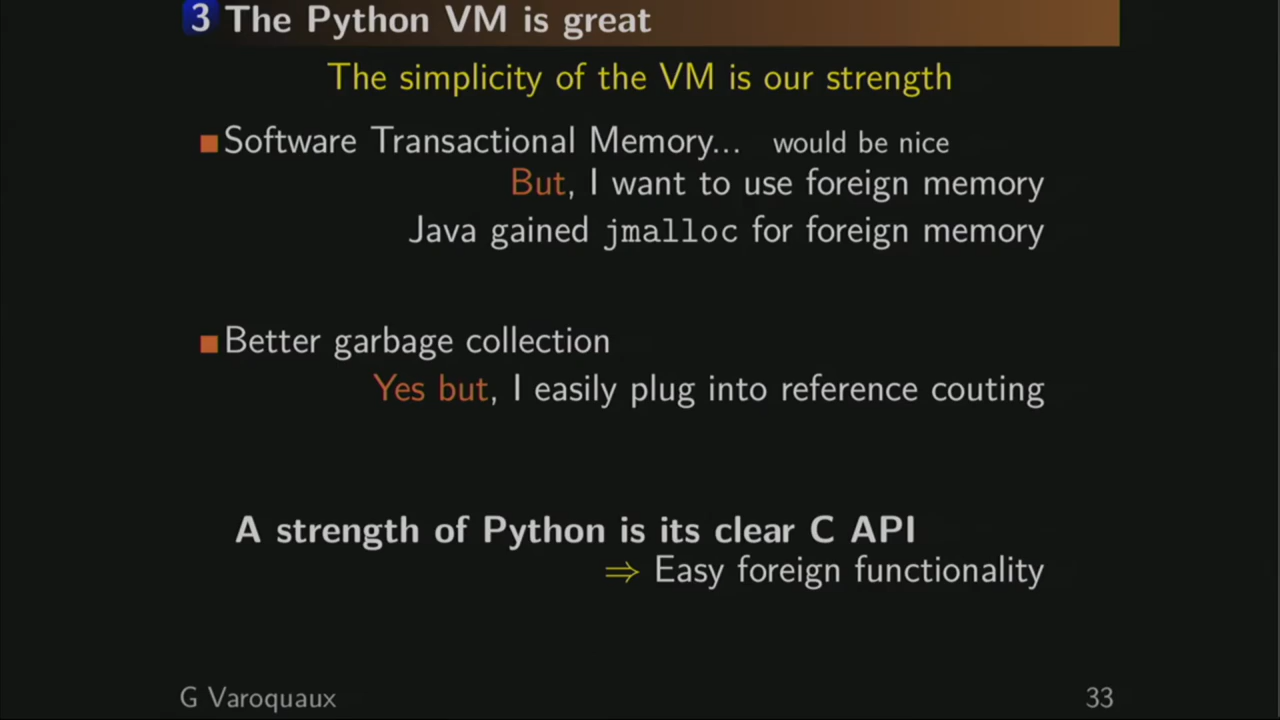 3 The Python VM is great
The simplicity of the VM is our strength
Software Transactional Memory... would be nice
But, I want to use foreign memory
Java gained jmalloc for foreign memory
Better garbage collection
Yes but, I easily plug into reference couting
A strength of Python is its clear C API
⇒ Easy foreign functionality
G Varoquaux
33